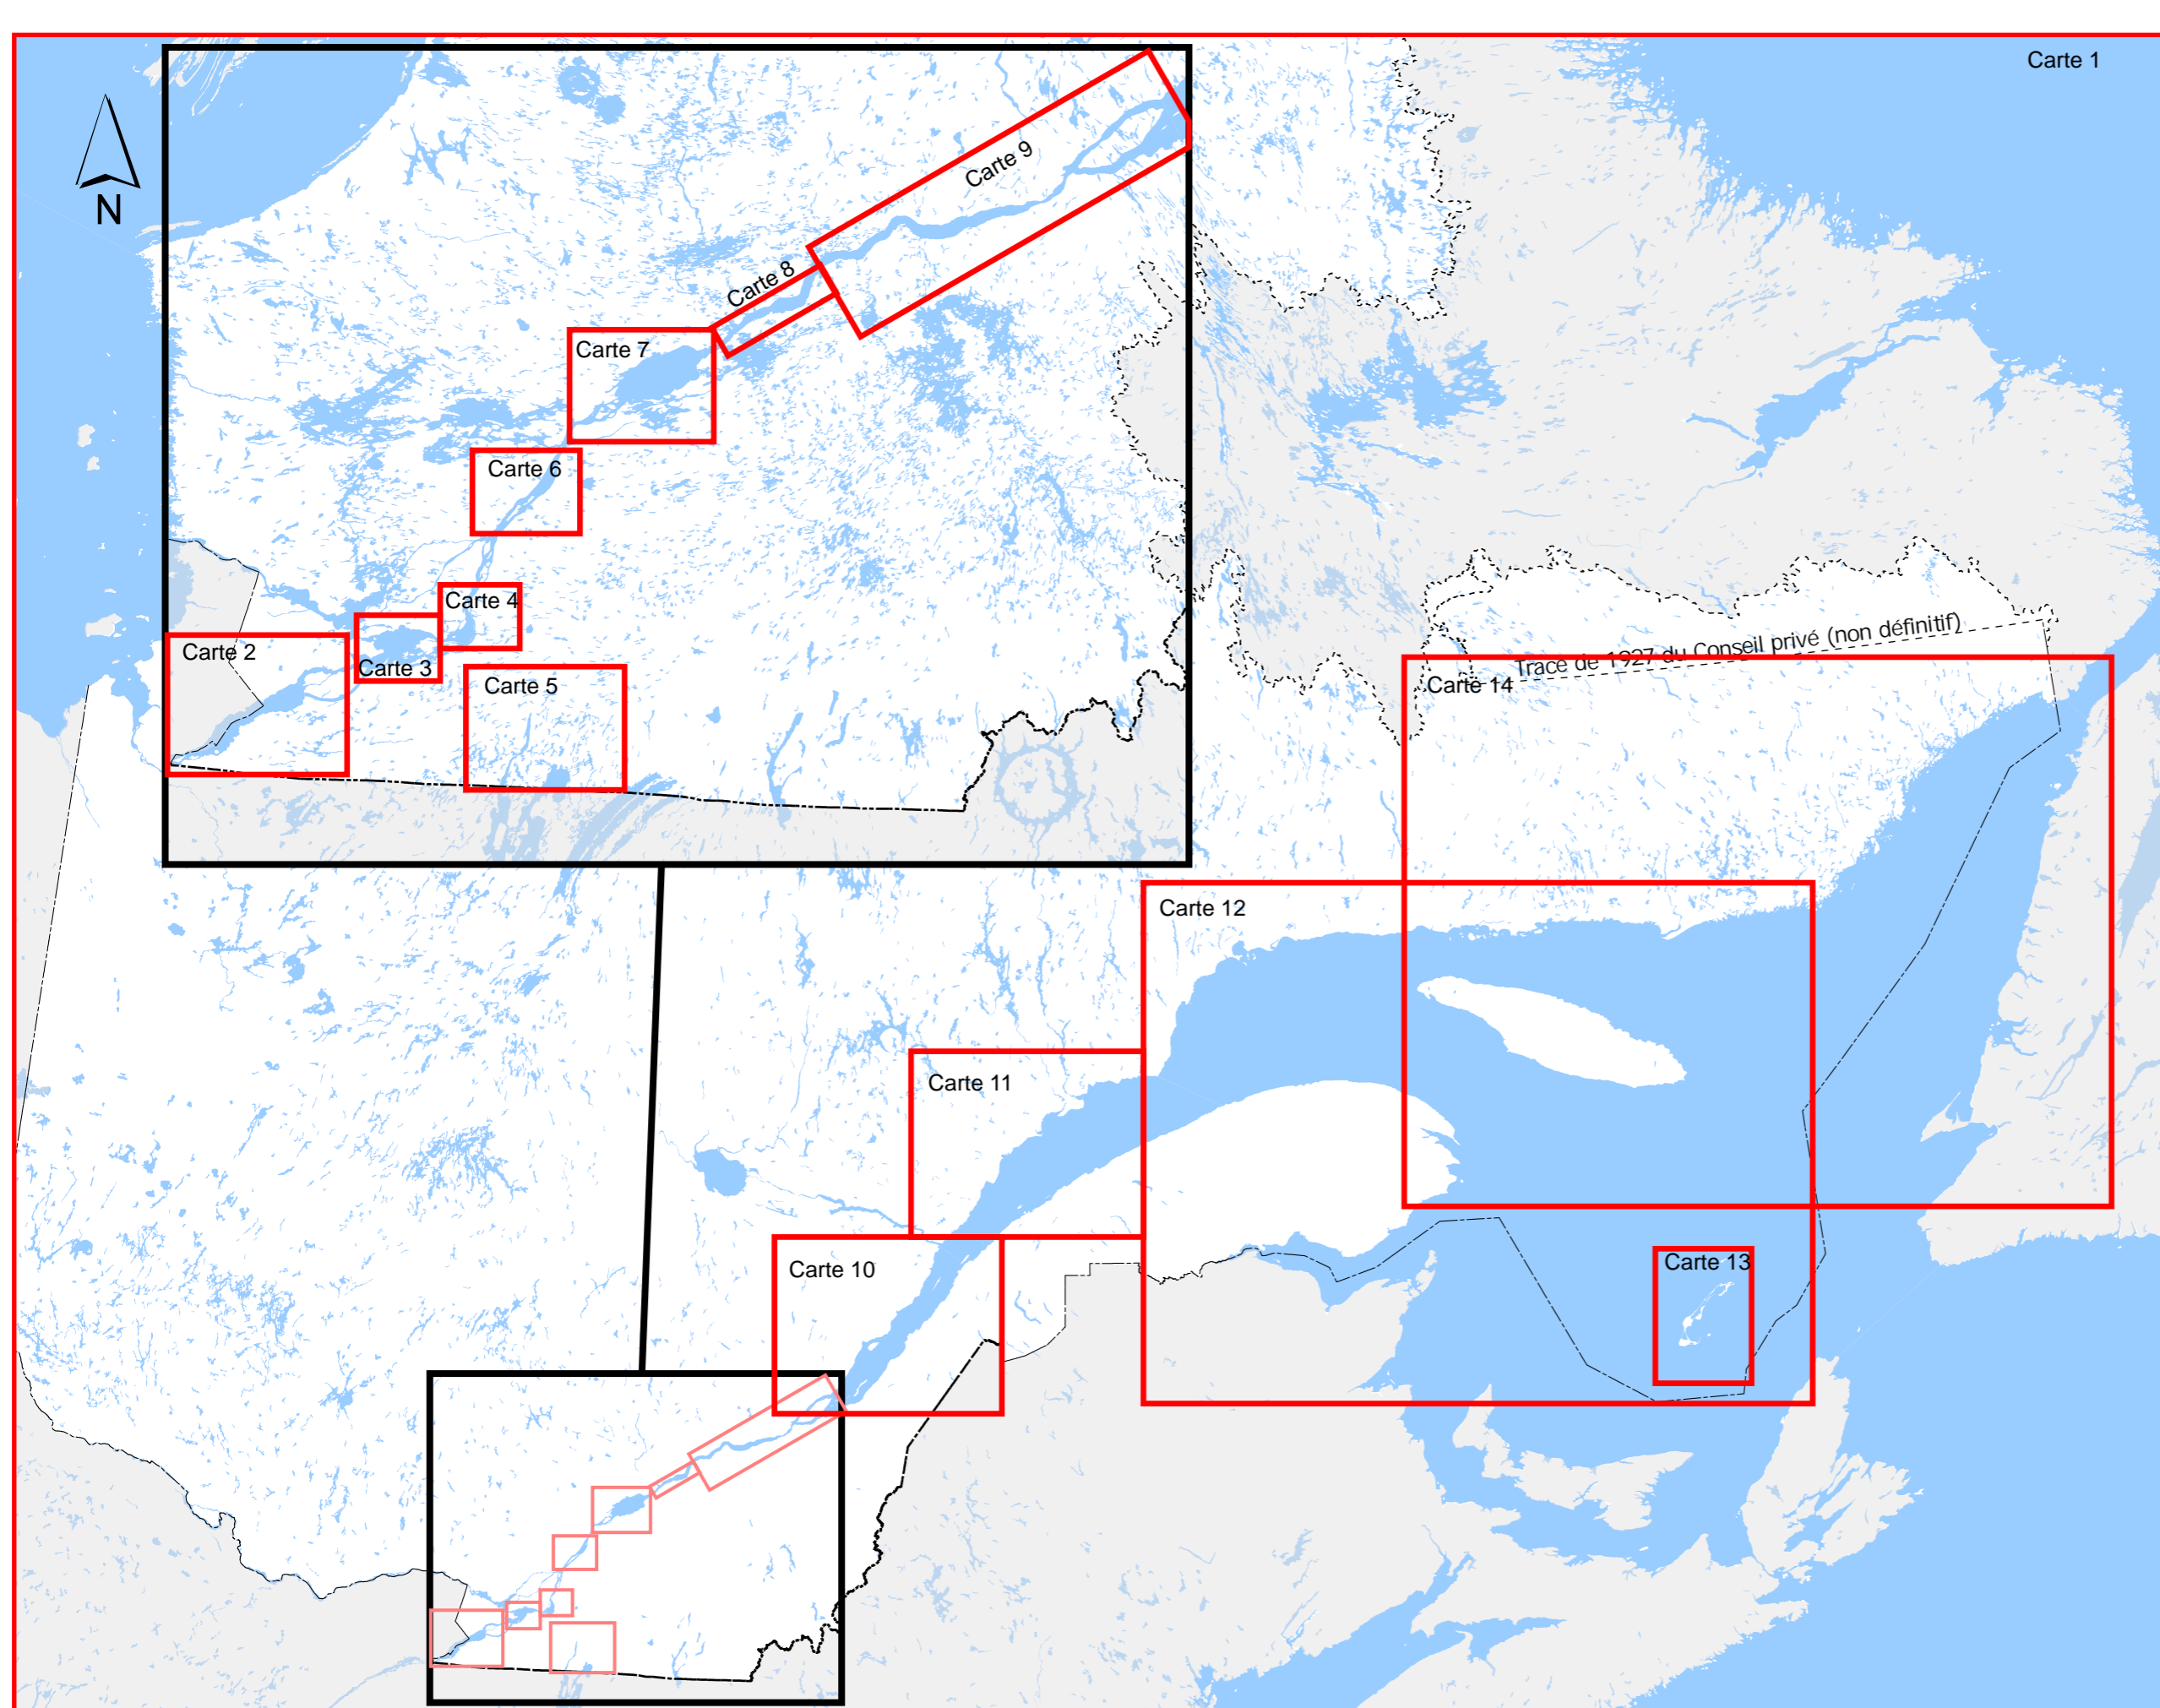 Carte 1
N
Carte 9
Carte 8
Carte 7
Carte 6
Carte 4
Carte 2
Carte 3
Carte 5
Tracé de 1927 du Conseil privé (non définitif)
Carte 14
Carte 12
Carte 11
Carte 10
Carte 13